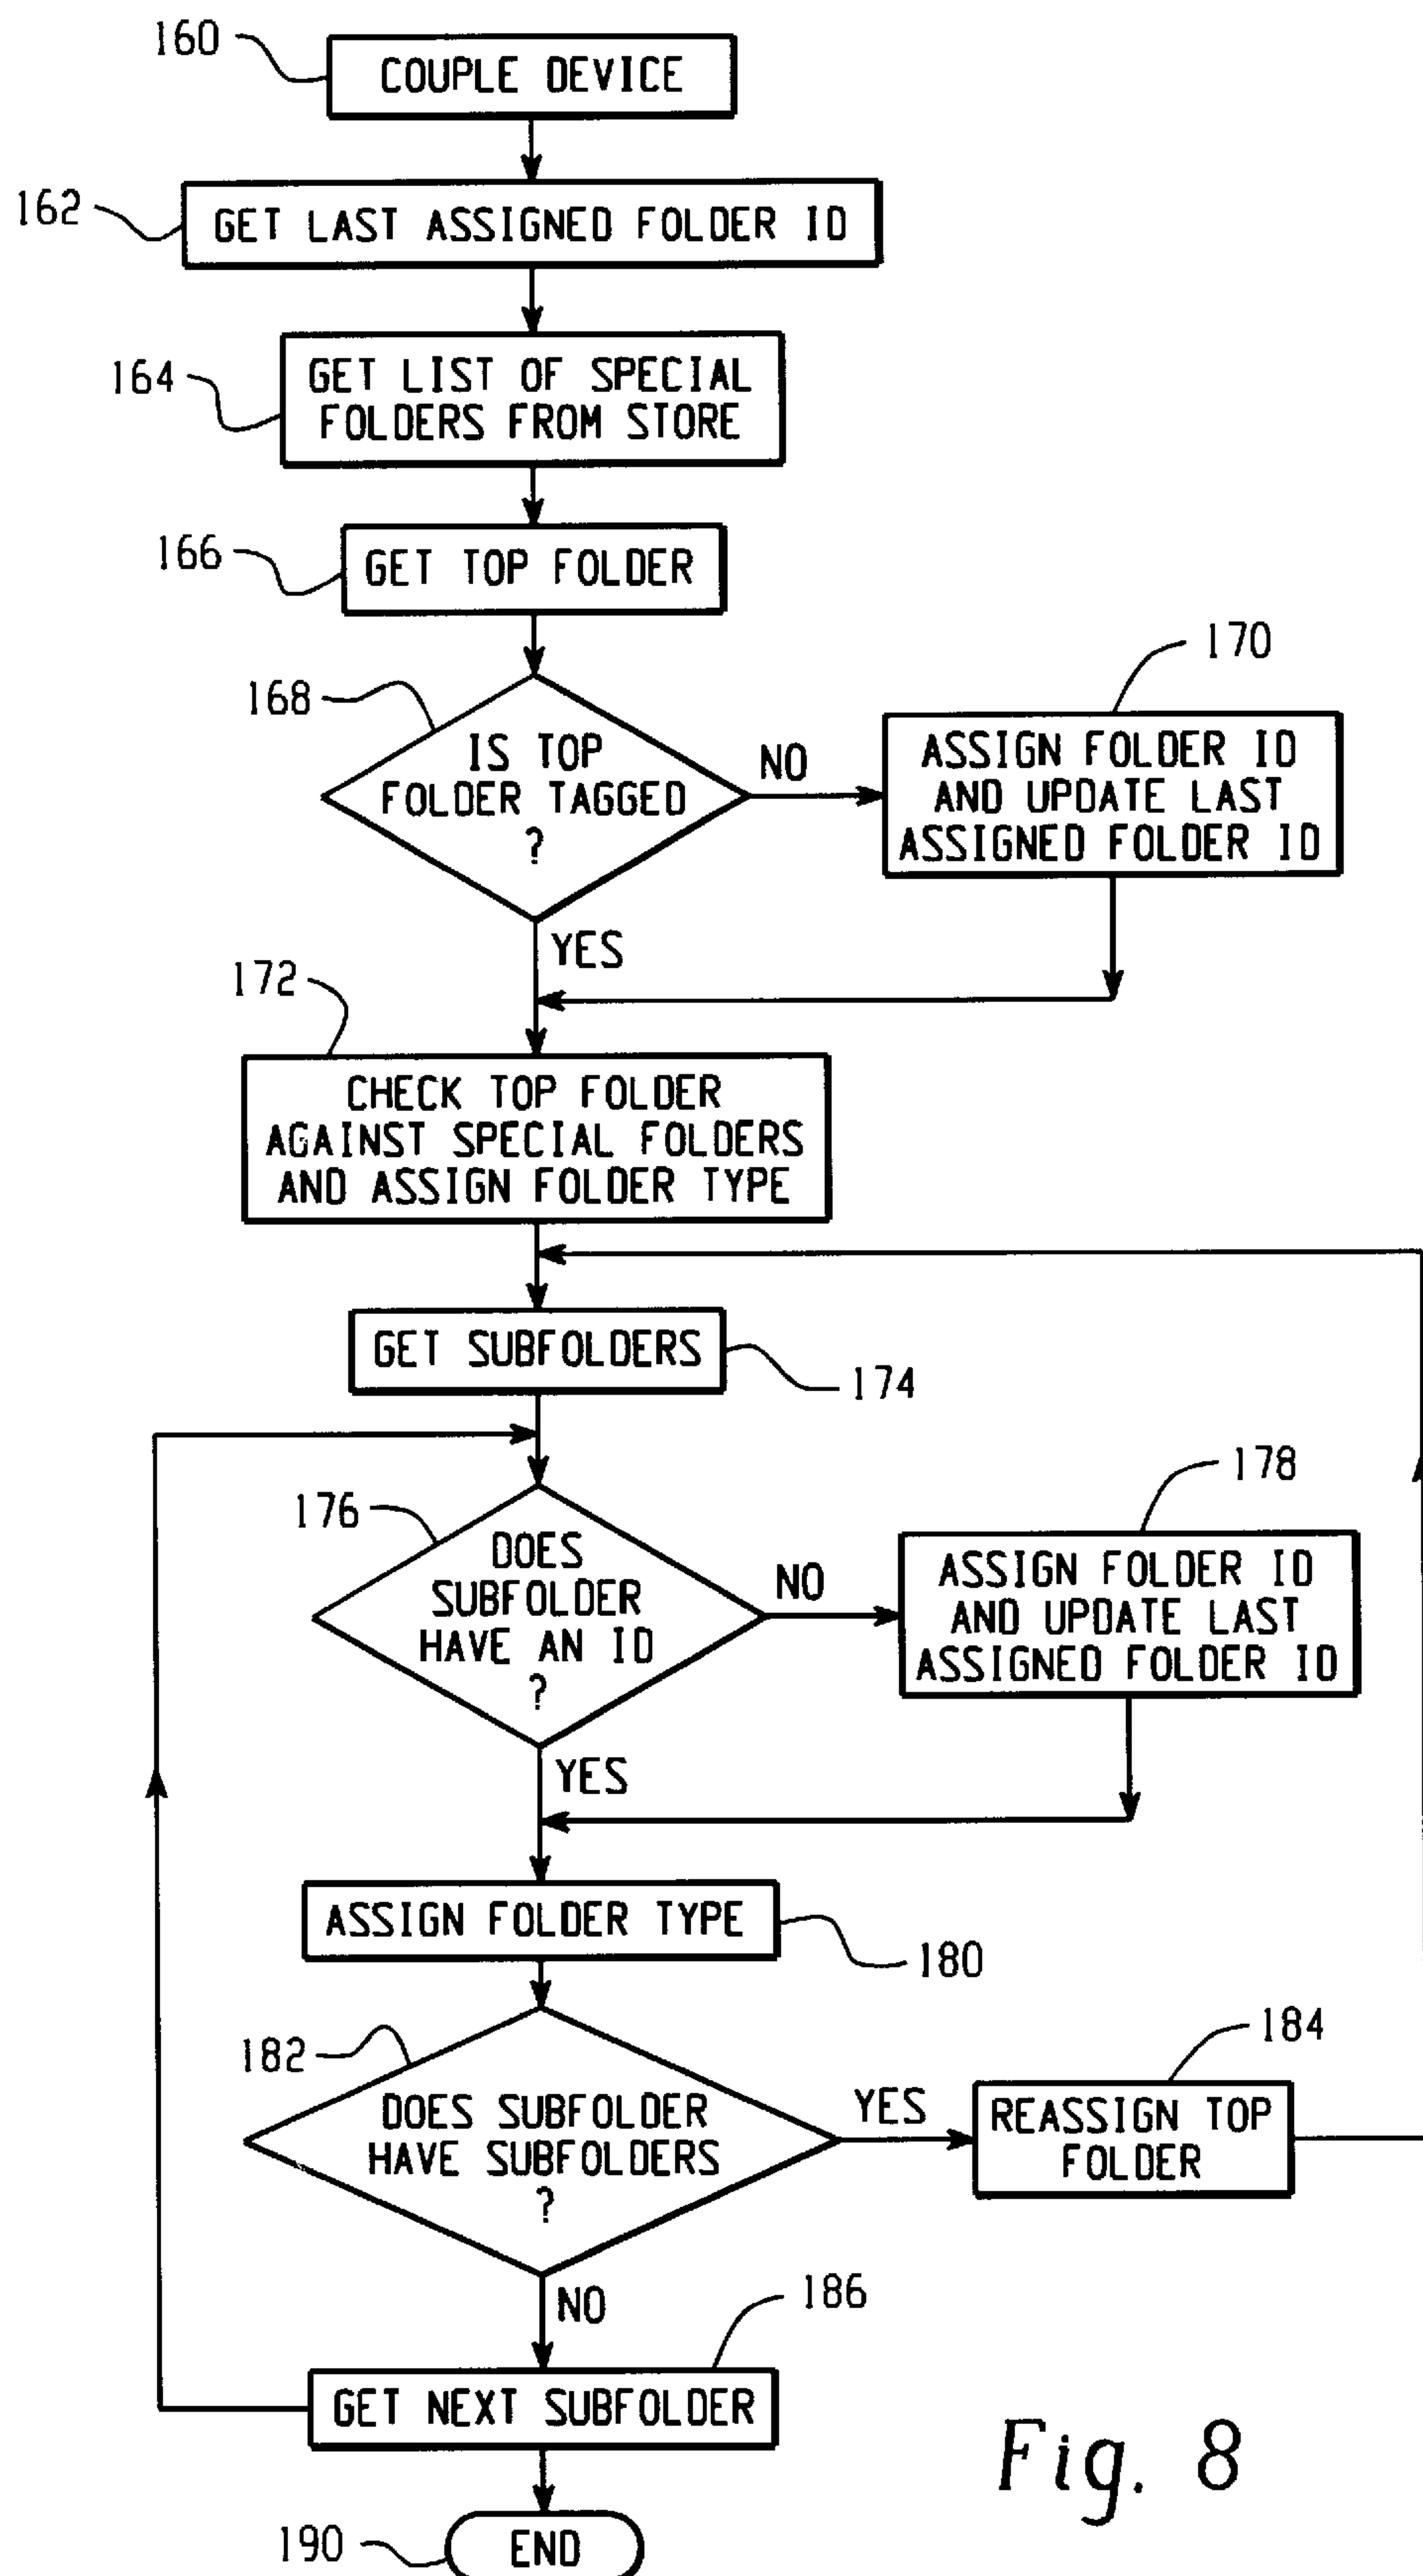 160
COUPLE DEVICE
162
GET LAST ASSIGNED FOLDER ID
164
GET LIST OF SPECIAL
FOLDERS FROM STORE
166
GET TOP FOLDER
168
IS TOP
FOLDER TAGGED
?
NO
170
ASSIGN FOLDER ID
AND UPDATE LAST
ASSIGNED FOLDER ID
YES
172
CHECK TOP FOLDER
AGAINST SPECIAL FOLDERS
AND ASSIGN FOLDER TYPE
GET SUBFOLDERS
174
176
DOES
SUBFOLDER
HAVE AN ID
?
NO
178
ASSIGN FOLDER ID
AND UPDATE LAST
ASSIGNED FOLDER ID
YES
ASSIGN FOLDER TYPE
180
182
DOES SUBFOLDER
HAVE SUBFOLDERS
?
YES
184
REASSIGN TOP
FOLDER
NO
186
GET NEXT SUBFOLDER
190
END
Fig. 8